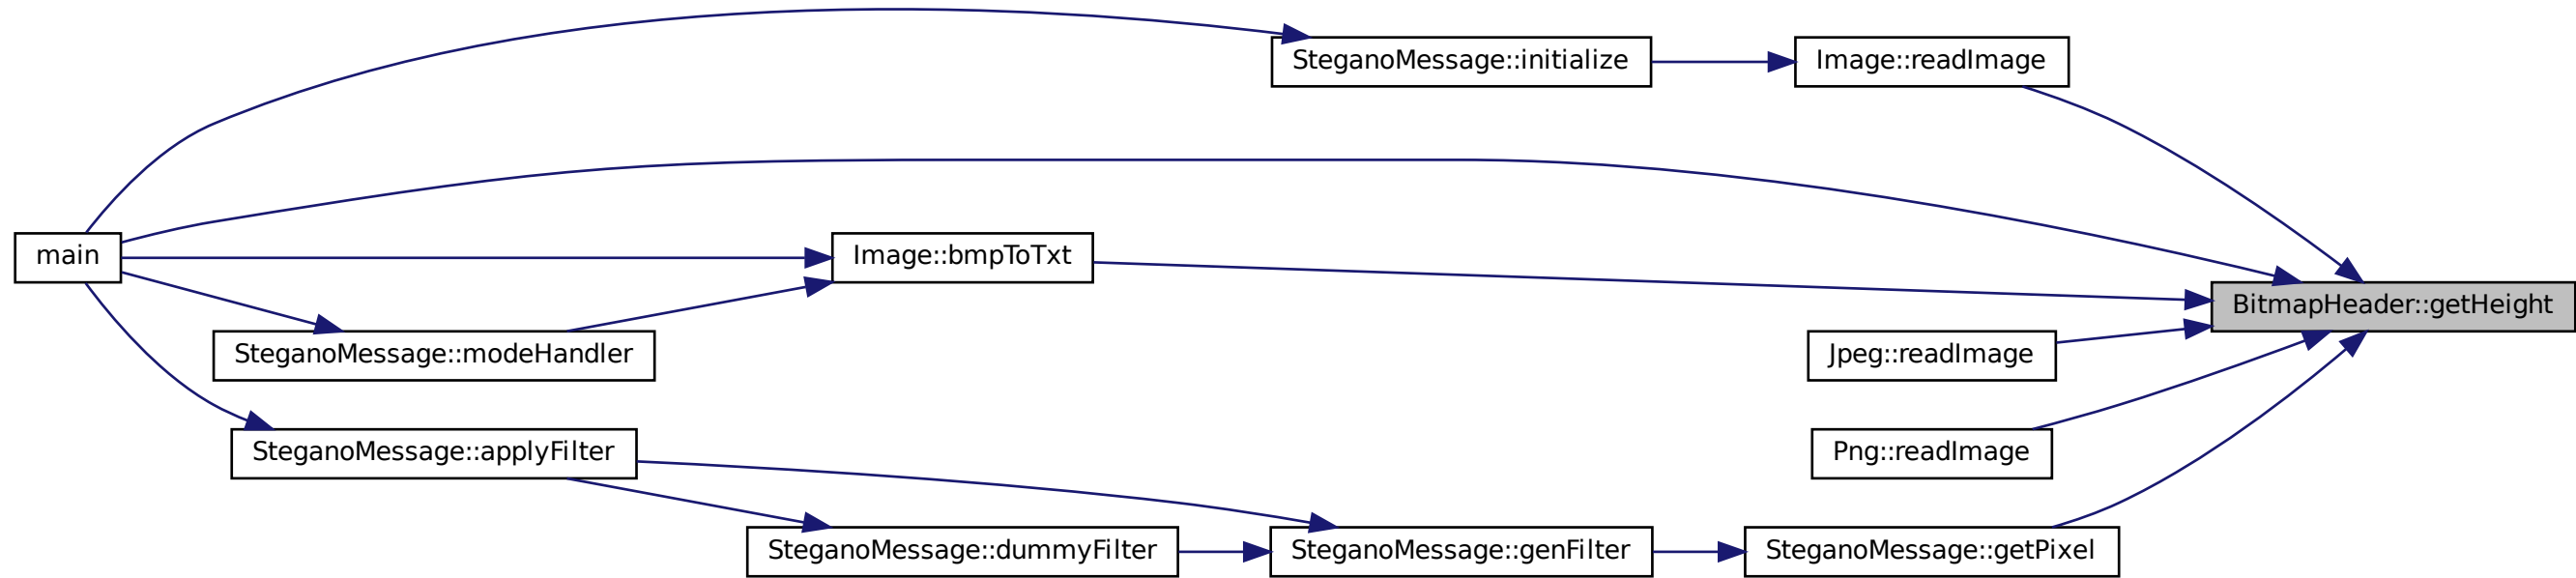 SteganoMessage::initialize
Image::readImage
main
Image::bmpToTxt
BitmapHeader::getHeight
SteganoMessage::modeHandler
Jpeg::readImage
SteganoMessage::applyFilter
Png::readImage
SteganoMessage::dummyFilter
SteganoMessage::genFilter
SteganoMessage::getPixel